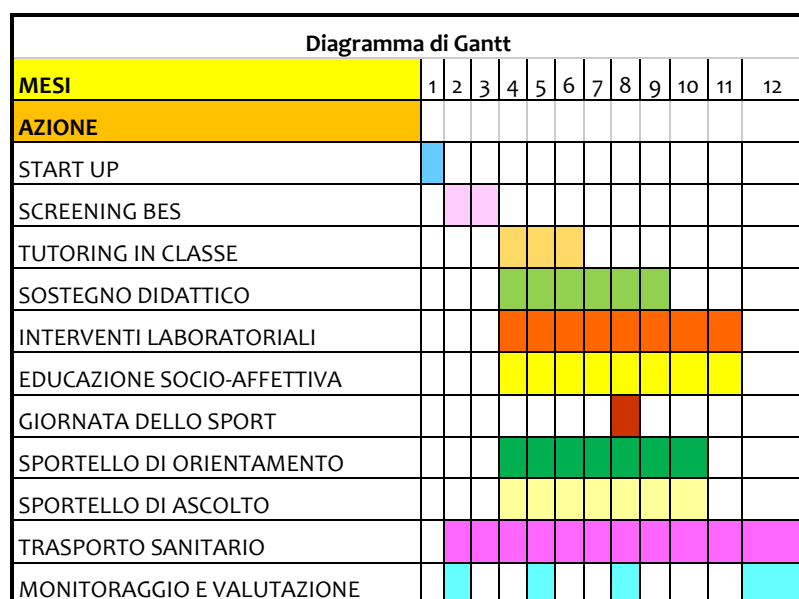 Diagramma di Gantt
MESI 1 2 3 4 5 6 7 8 9 10 11 12
AZIONE
START UP
SCREENING BES
TUTORING IN CLASSE
SOSTEGNO DIDATTICO
INTERVENTI LABORATORIALI
EDUCAZIONE SOCIO-AFFETTIVA
GIORNATA DELLO SPORT
SPORTELLO DI ORIENTAMENTO
SPORTELLO DI ASCOLTO
TRASPORTO SANITARIO
MONITORAGGIO E VALUTAZIONE